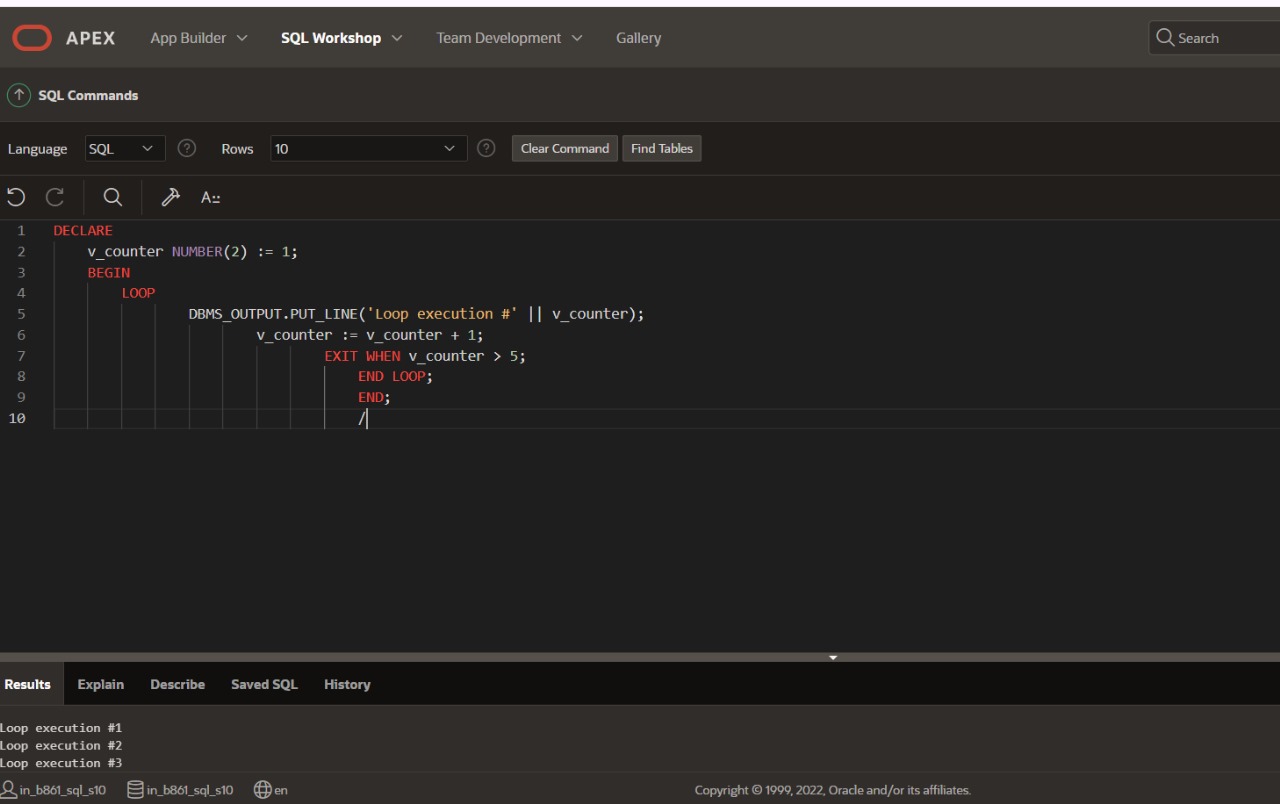 APEX App Builder SQL Workshop Team Development Gallery Search
SQL Commands
Language SQL ? Rows 10 ? Clear Command Find Tables
A::
1 DECLARE
2 v_counter NUMBER(2) := 1;
3 BEGIN
4 LOOP
5 DBMS_OUTPUT.PUT_LINE('Loop execution #' || v_counter);
6 v_counter := v_counter + 1;
7 EXIT WHEN v_counter > 5;
8 END LOOP;
9 END;
10 /
Results Explain Describe Saved SQL History
Loop execution #1
Loop execution #2
Loop execution #3
in_b861_sql_s10 in_b861_sql_s10 en Copyright © 1999, 2022, Oracle and/or its affiliates.